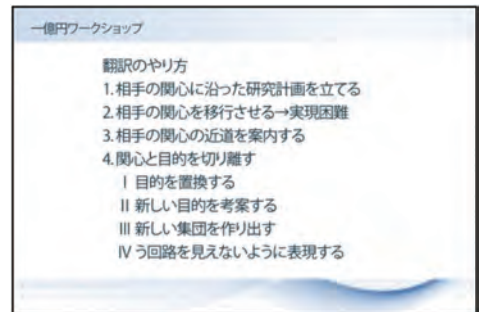 一億円ワークショップ
翻訳のやり方
1.相手の関心に沿った研究計画を立てる
2.相手の関心を移行させる→実現困難
3.相手の関心の近道を案内する
4.関心と目的を切り離す
I 目的を置換する
II 新しい目的を考案する
III 新しい集団を作り出す
IV う回路を見えないように表現する